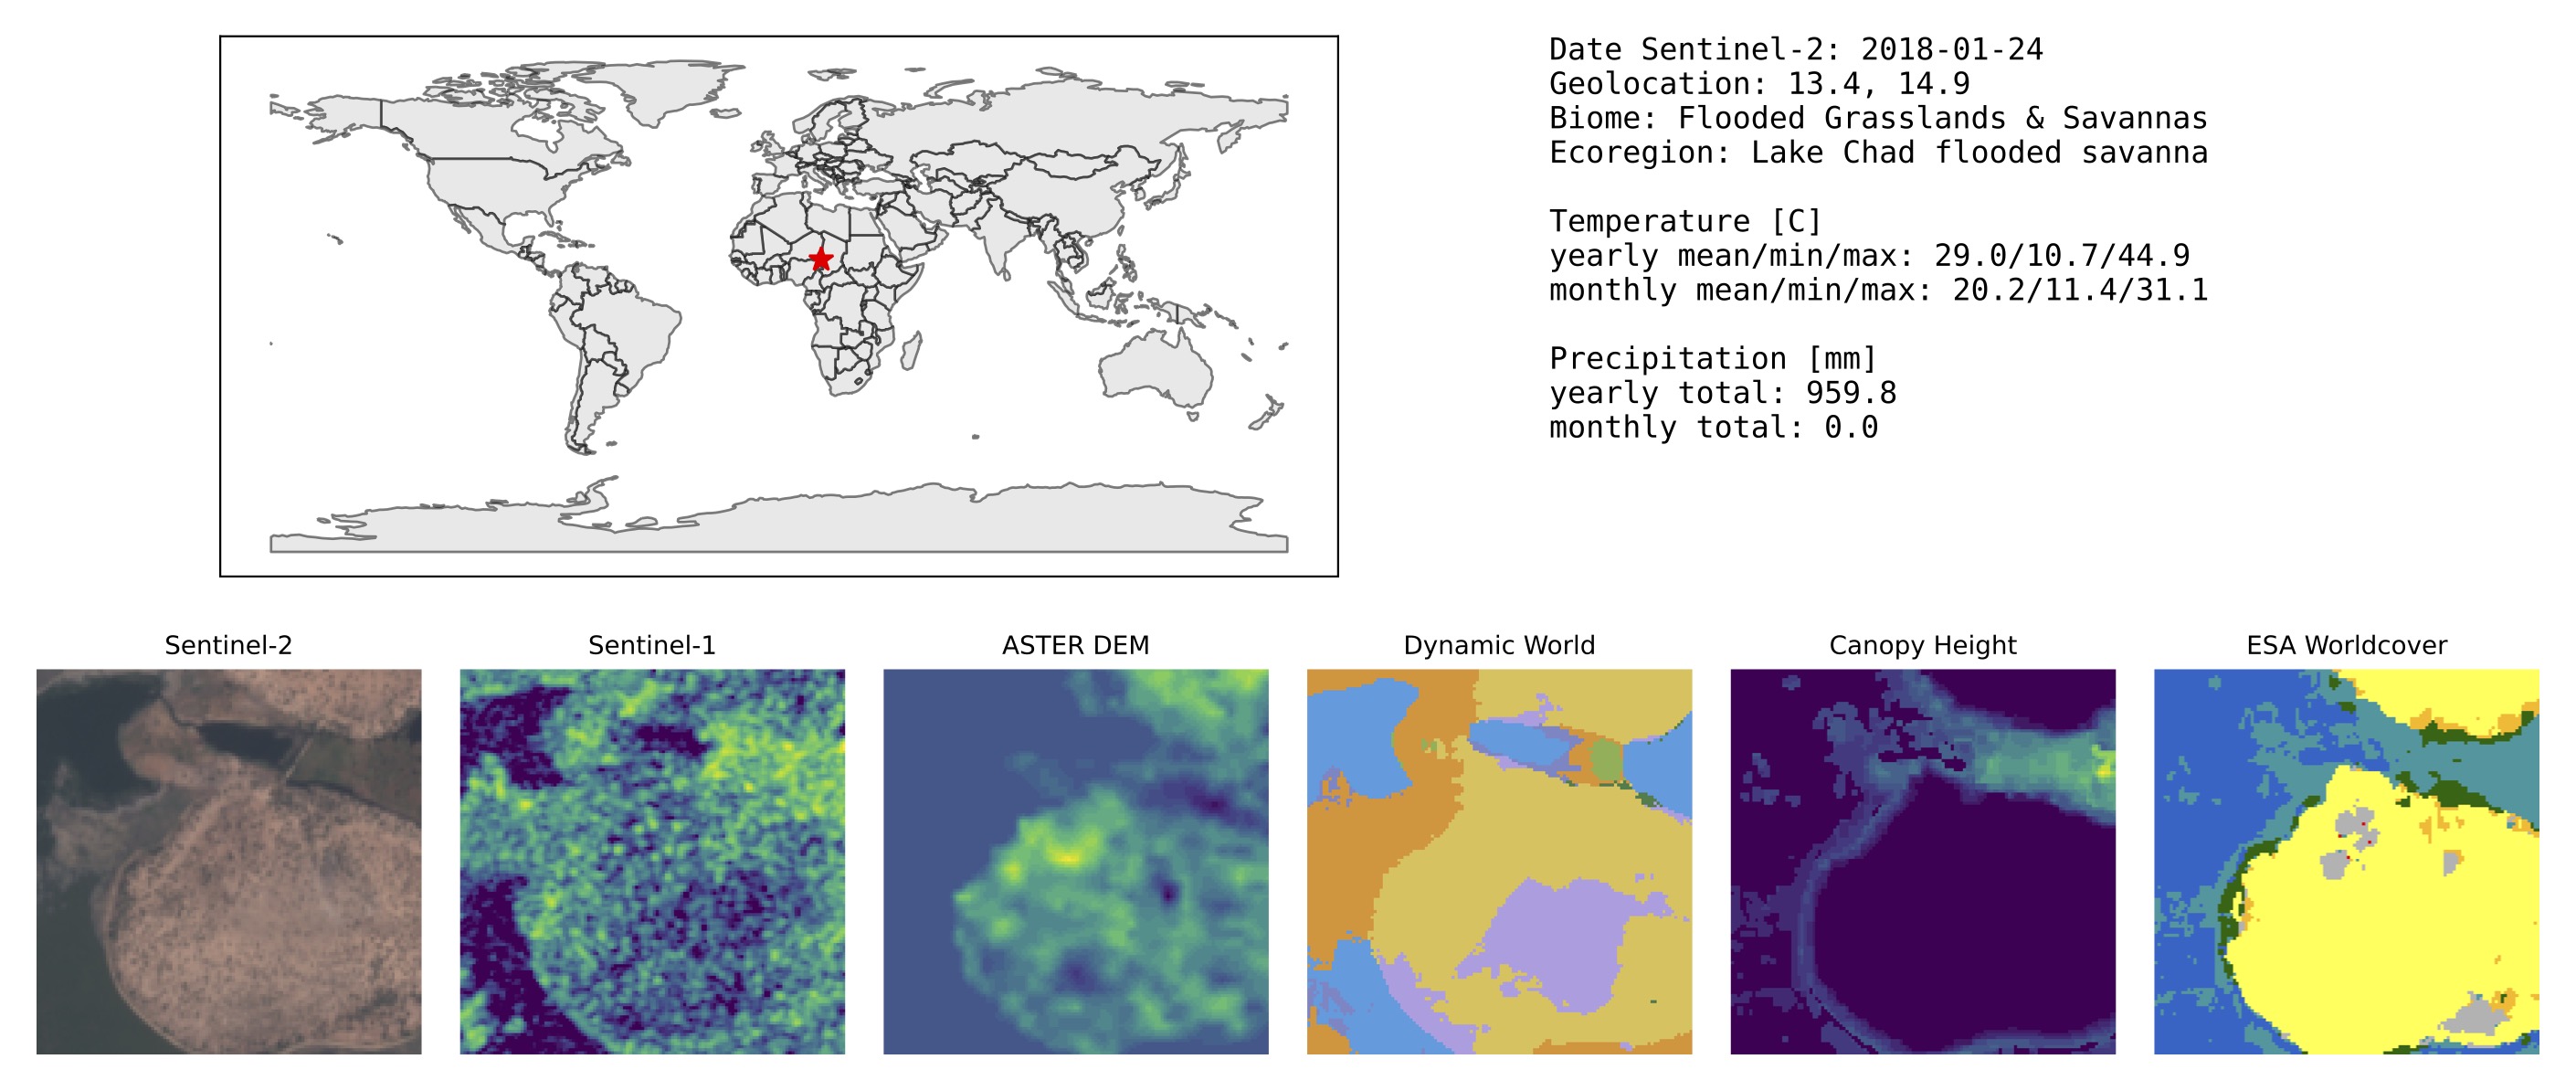 Date Sentinel-2: 2018-01-24
Geolocation: 13.4, 14.9
Biome: Flooded Grasslands & Savannas
Ecoregion: Lake Chad flooded savanna
Temperature [C]
yearly mean/min/max: 29.0/10.7/44.9
monthly mean/min/max: 20.2/11.4/31.1
Precipitation [mm]
yearly total: 959.8
monthly total: 0.0
Sentinel-2
Sentinel-1
ASTER DEM
Dynamic World
Canopy Height
ESA Worldcover